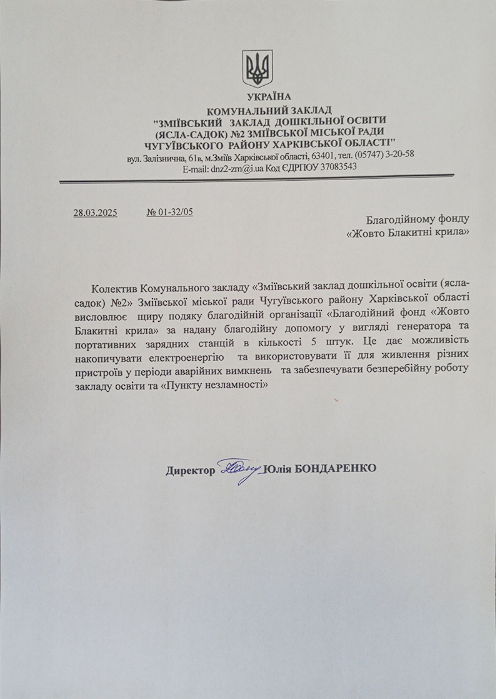 УКРАЇНА
КОМУНАЛЬНИЙ ЗАКЛАД
"ЗМІЇВСЬКИЙ ЗАКЛАД ДОШКІЛЬНОЇ ОСВІТИ
(ЯСЛА-САДОК) №2 ЗМІЇВСЬКОЇ МІСЬКОЇ РАДИ
ЧУГУЇВСЬКОГО РАЙОНУ ХАРКІВСЬКОЇ ОБЛАСТІ"
вул. Залізнична, 61в, м.Зміїв Харківської області, 63401, тел. (05747) 3-20-58
E-mail: dnz2-zm@i.ua Код ЄДРПОУ 37083543
28.03.2025 № 01-32/05
Благодійному фонду
«Жовто Блакитні крила»
Колектив Комунального закладу «Зміївський заклад дошкільної освіти (ясла-
садок) №2» Зміївської міської ради Чугуївського району Харківської області
висловлює щиру подяку благодійній організації «Благодійний фонд «Жовто
Блакитні крила» за надану благодійну допомогу у вигляді генератора та
портативних зарядних станцій в кількості 5 штук. Це дає можливість
накопичувати електроенергію та використовувати її для живлення різних
пристроїв у періоди аварійних вимкнень та забезпечувати безперебійну роботу
закладу освіти та «Пункту незламності»
Директор Юлія БОНДАРЕНКО